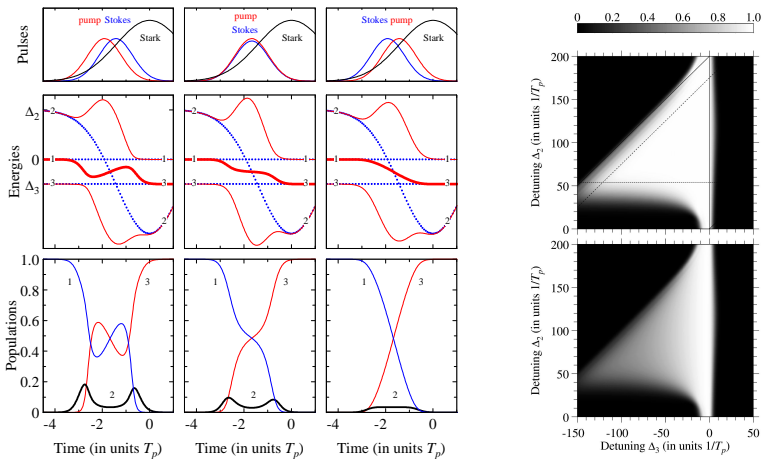 Pulses
pump Stokes
Stark
pump
Stokes
Stark
Stokes pump
Stark
Energies
Δ2
0
Δ3
2
1
3
1
3
2
2
1
3
1
3
2
2
1
3
1
3
2
Populations
1.0
0.8
0.6
0.4
0.2
0
1
3
2
1
3
2
1
3
2
-4 -2 0
-4 -2 0
-4 -2 0
Time (in units Tp)
Time (in units Tp)
Time (in units Tp)
0 0.2 0.4 0.6 0.8 1.0
Detuning Δ2 (in units 1/Tp)
200
150
100
50
0
Detuning Δ2 (in units 1/Tp)
200
150
100
50
0
-150 -100 -50 0 50
Detuning Δ3 (in units 1/Tp)